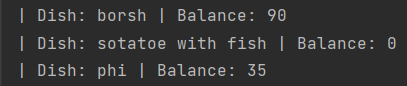 | Dish: borsh | Balance: 90
| Dish: sotatoe with fish | Balance: 0
| Dish: phi | Balance: 35